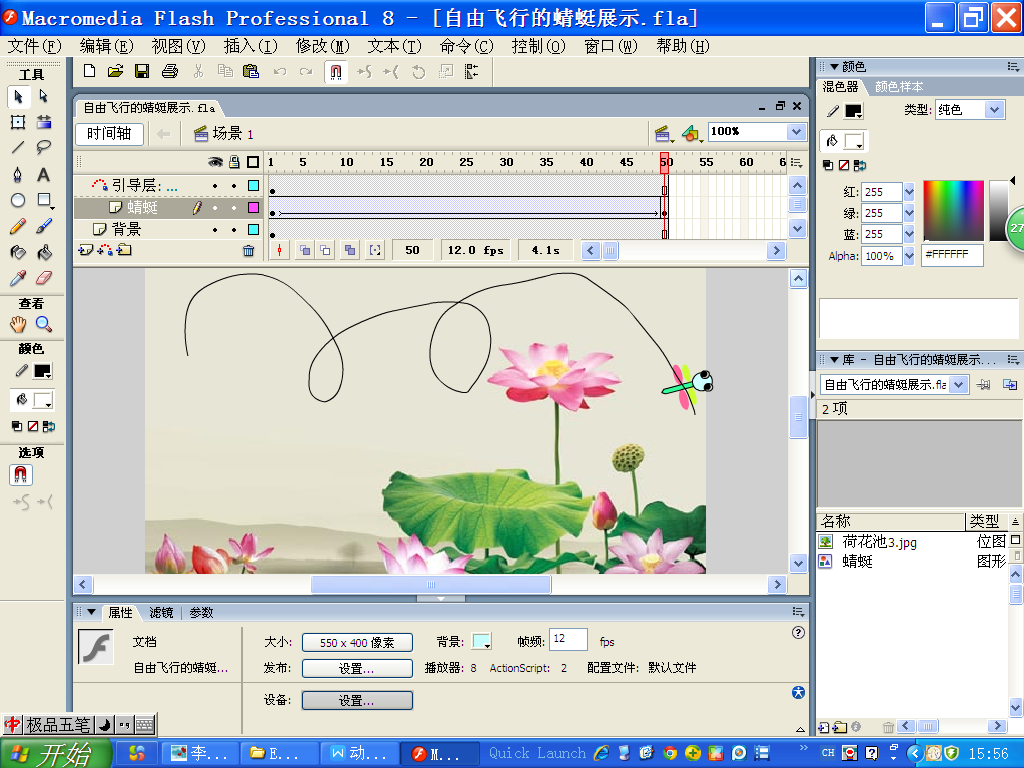 Macromedia Flash Professional 8 - [自由飞行的蜻蜓展示.fla]
文件(F) 编辑(E) 视图(V) 插入(I) 修改(M) 文本(T) 命令(C) 控制(O) 窗口(W) 帮助(H)
工具
查看
颜色
选项
自由飞行的蜻蜓展示.fla
时间轴 场景 1 100%
1 5 10 15 20 25 30 35 40 45 50 55 60 6
引导层: ...
蜻蜓
背景
50 12.0 fps 4.1s
颜色
混色器 颜色样本
类型: 纯色
红: 255
绿: 255
蓝: 255
Alpha: 100% #FFFFFF
27
库 - 自由飞行的蜻蜓展示...
自由飞行的蜻蜓展示.fla
2 项
名称 类型
荷花池3.jpg 位图
蜻蜓 图形
属性 滤镜 参数
文档 大小: 550 x 400 像素 背景: 帧频: 12 fps
自由飞行的蜻蜓... 发布: 设置... 播放器: 8 ActionScript: 2 配置文件: 默认文件
设备: 设置...
中 极品五笔
开始 李... E... 动... M... Quick Launch CH 15:56